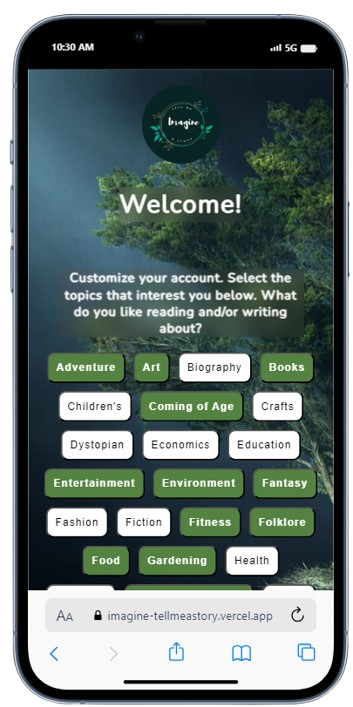 10:30 AM
5G
Imagine
Welcome!
Customize your account. Select the
topics that interest you below. What
do you like reading and/or writing
about?
Adventure Art Biography Books
Children's Coming of Age Crafts
Dystopian Economics Education
Entertainment Environment Fantasy
Fashion Fiction Fitness Folklore
Food Gardening Health
AA imagine-tellmeastory.vercel.app